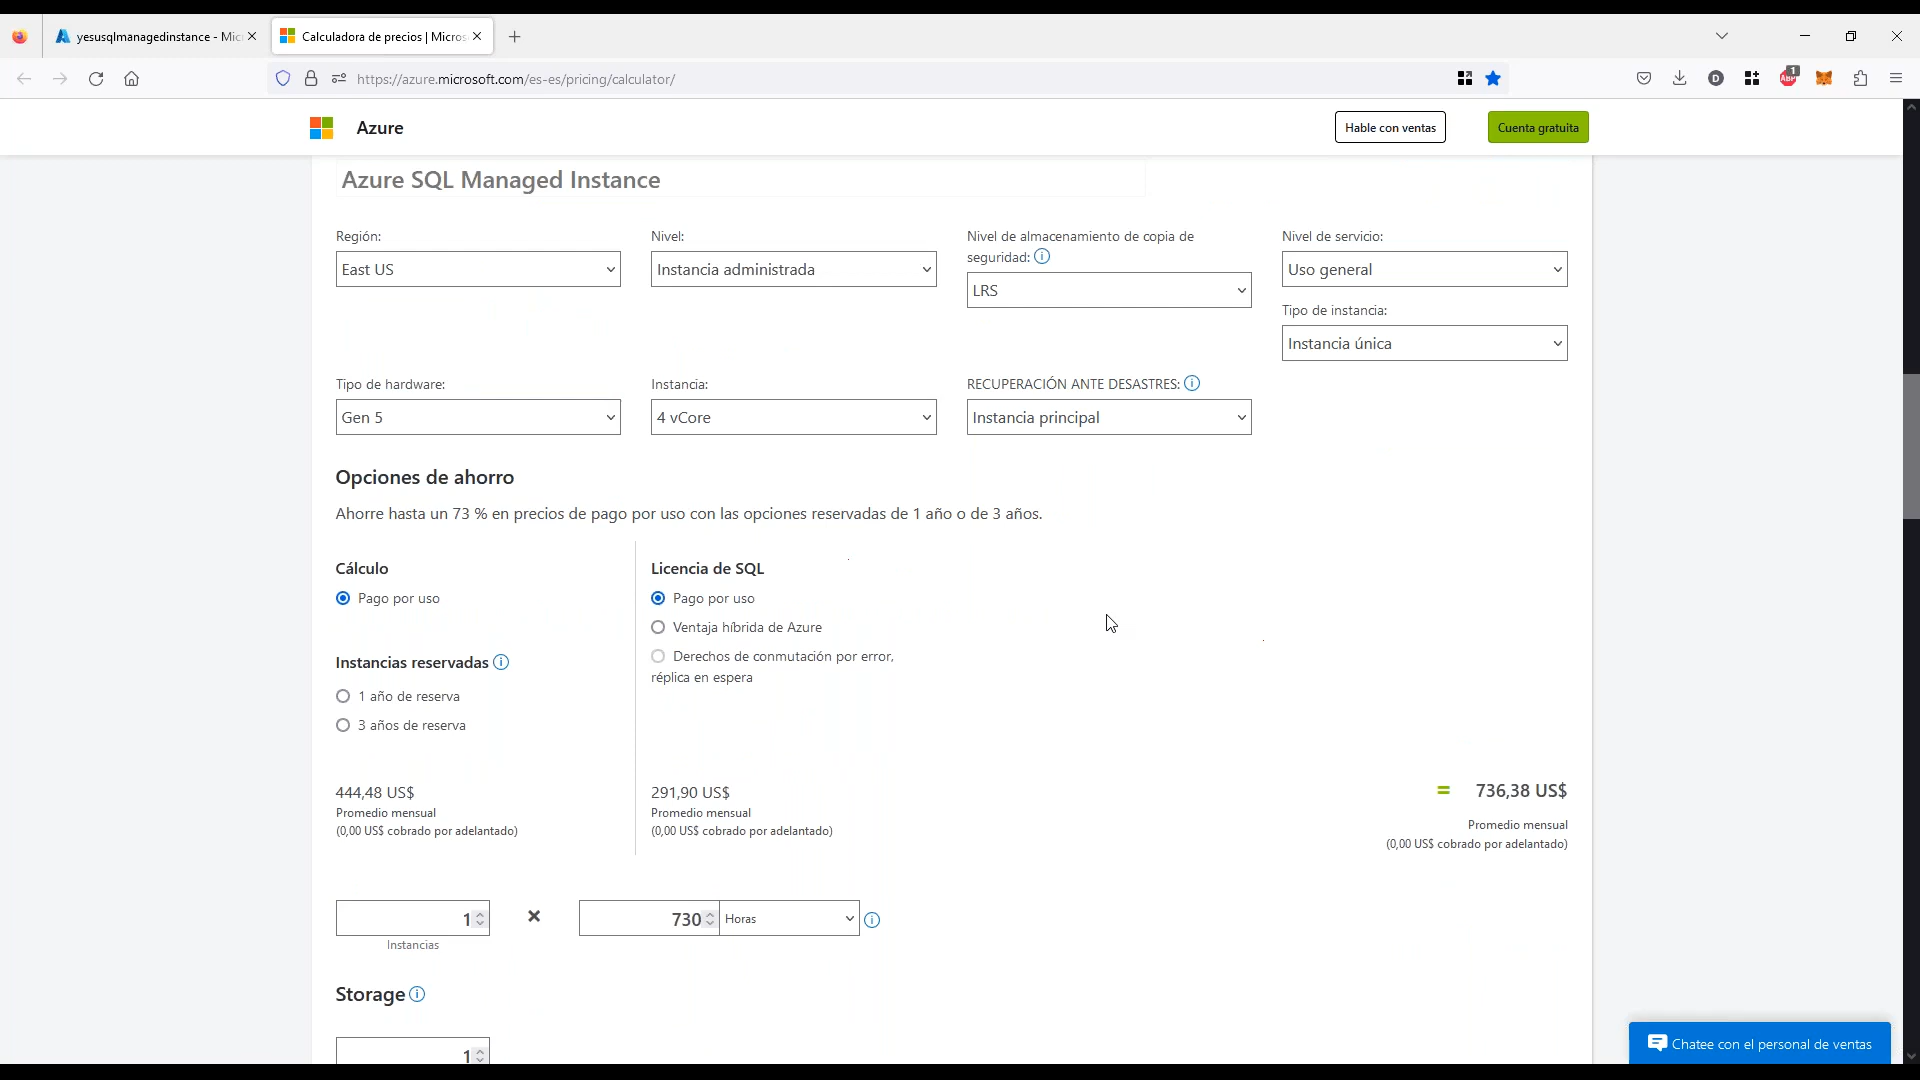 yesusqlmanagedinstance - Mic
Calculadora de precios | Micros
https://azure.microsoft.com/es-es/pricing/calculator/
D
ABP
1
Azure
Hable con ventas
Cuenta gratuita
Azure SQL Managed Instance
Región:
Nivel:
Nivel de almacenamiento de copia de
seguridad:
Nivel de servicio:
East US
Instancia administrada
LRS
Uso general
Tipo de instancia:
Instancia única
Tipo de hardware:
Instancia:
RECUPERACIÓN ANTE DESASTRES:
Gen 5
4 vCore
Instancia principal
Opciones de ahorro
Ahorre hasta un 73 % en precios de pago por uso con las opciones reservadas de 1 año o de 3 años.
Cálculo
Pago por uso
Instancias reservadas
1 año de reserva
3 años de reserva
444,48 US$
Promedio mensual
(0,00 US$ cobrado por adelantado)
Licencia de SQL
Pago por uso
Ventaja híbrida de Azure
Derechos de conmutación por error,
réplica en espera
291,90 US$
Promedio mensual
(0,00 US$ cobrado por adelantado)
= 736,38 US$
Promedio mensual
(0,00 US$ cobrado por adelantado)
1
Instancias
730
Horas
Storage
1
Chatee con el personal de ventas